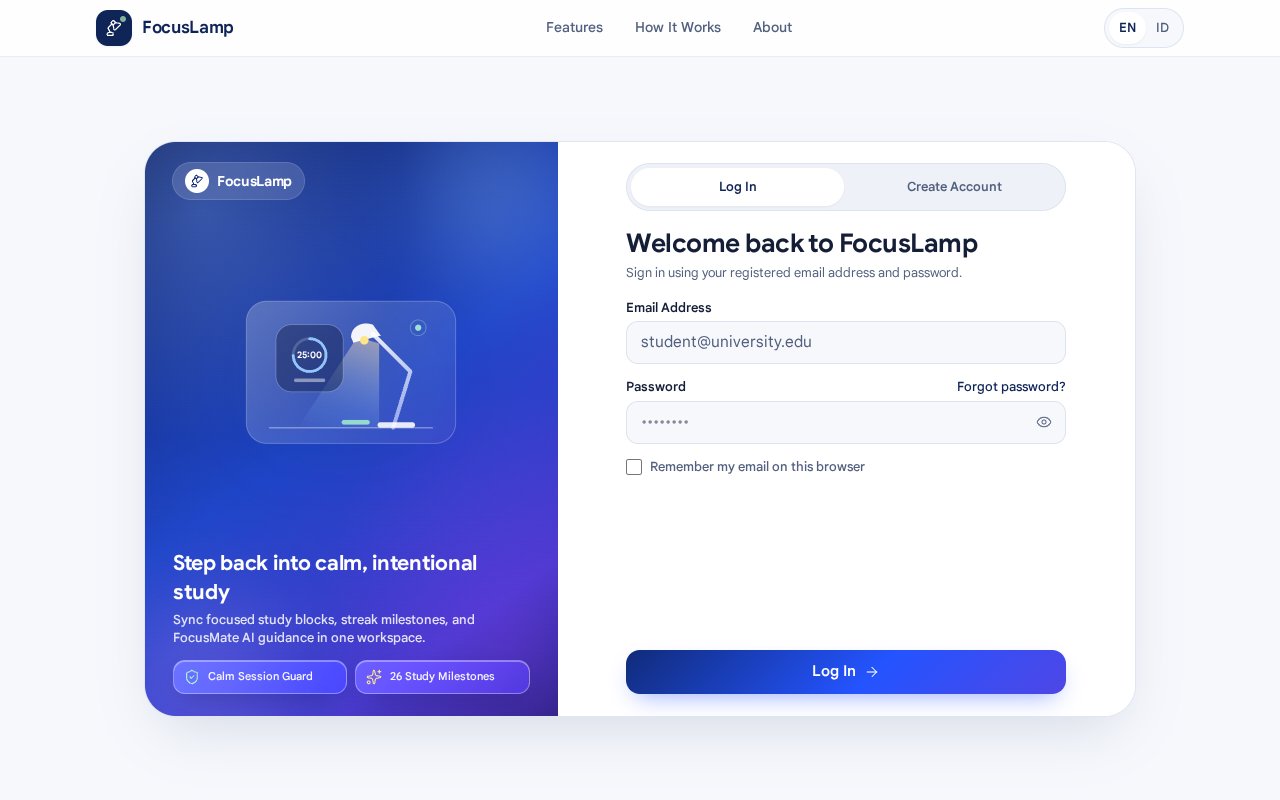 FocusLamp
Features
How It Works
About
EN
ID
FocusLamp
25:00
Step back into calm, intentional
study
Sync focused study blocks, streak milestones, and
FocusMate AI guidance in one workspace.
Calm Session Guard
26 Study Milestones
Log In
Create Account
Welcome back to FocusLamp
Sign in using your registered email address and password.
Email Address
student@university.edu
Password
Forgot password?
••••••••
Remember my email on this browser
Log In →